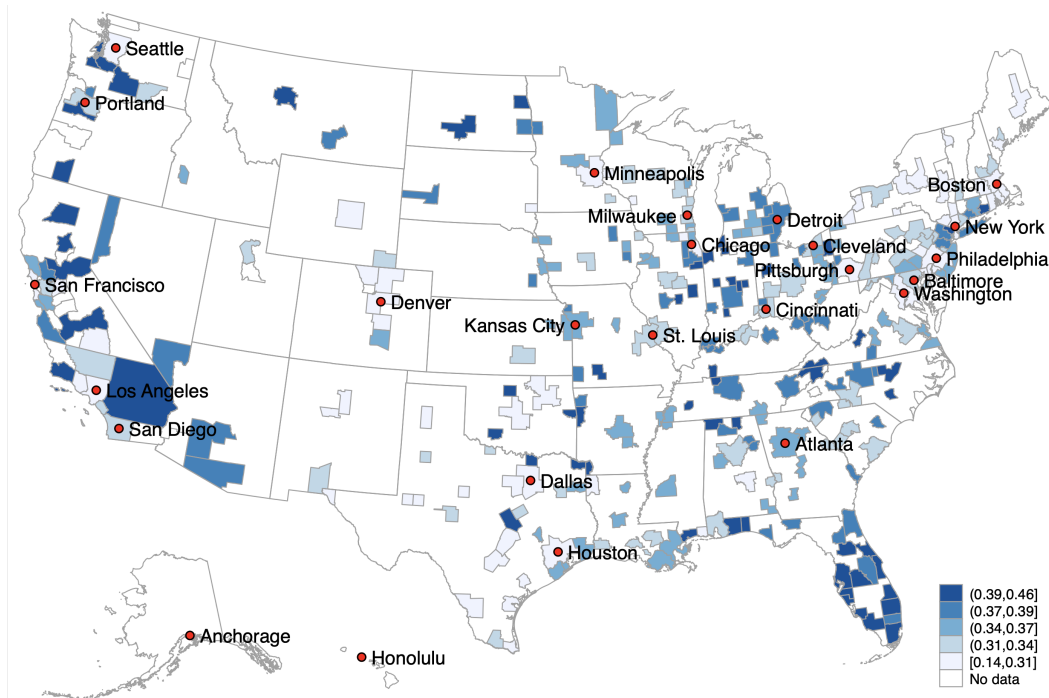 Seattle
Portland
Minneapolis
Boston
Milwaukee
Detroit
New York
Chicago
Cleveland
Philadelphia
Pittsburgh
Baltimore
San Francisco
Washington
Denver
Cincinnati
Kansas City
St. Louis
Los Angeles
San Diego
Atlanta
Dallas
Houston
(0.39,0.46]
(0.37,0.39]
(0.34,0.37]
(0.31,0.34]
[0.14,0.31]
No data
Anchorage
Honolulu